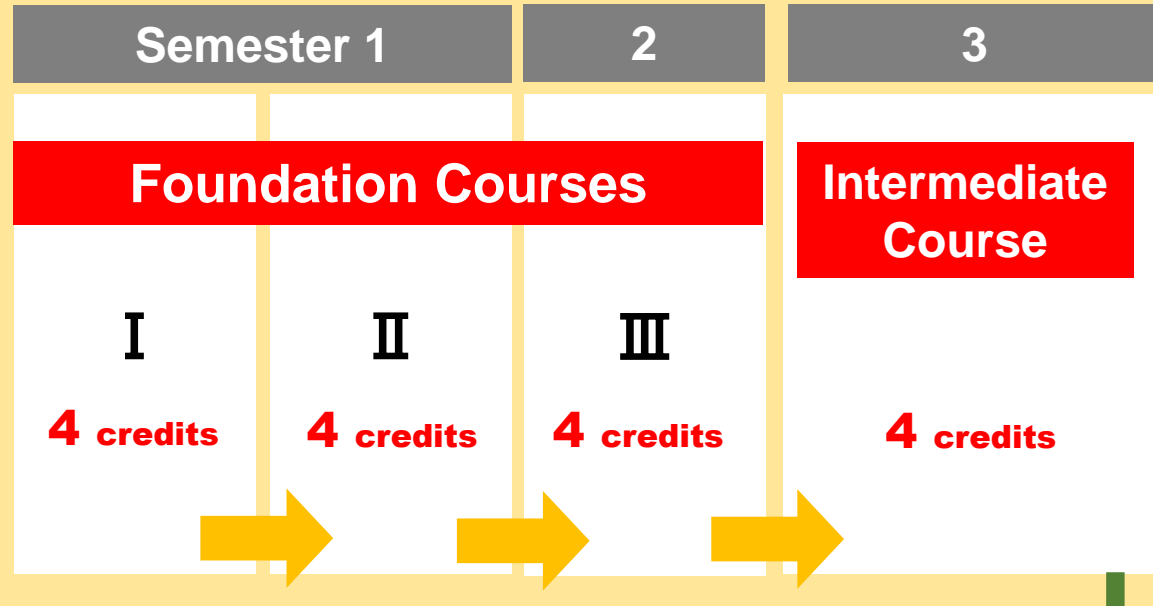 Semester 1
2
3
Foundation Courses
Intermediate
Course
Ⅰ
Ⅱ
Ⅲ
4 credits
4 credits
4 credits
4 credits